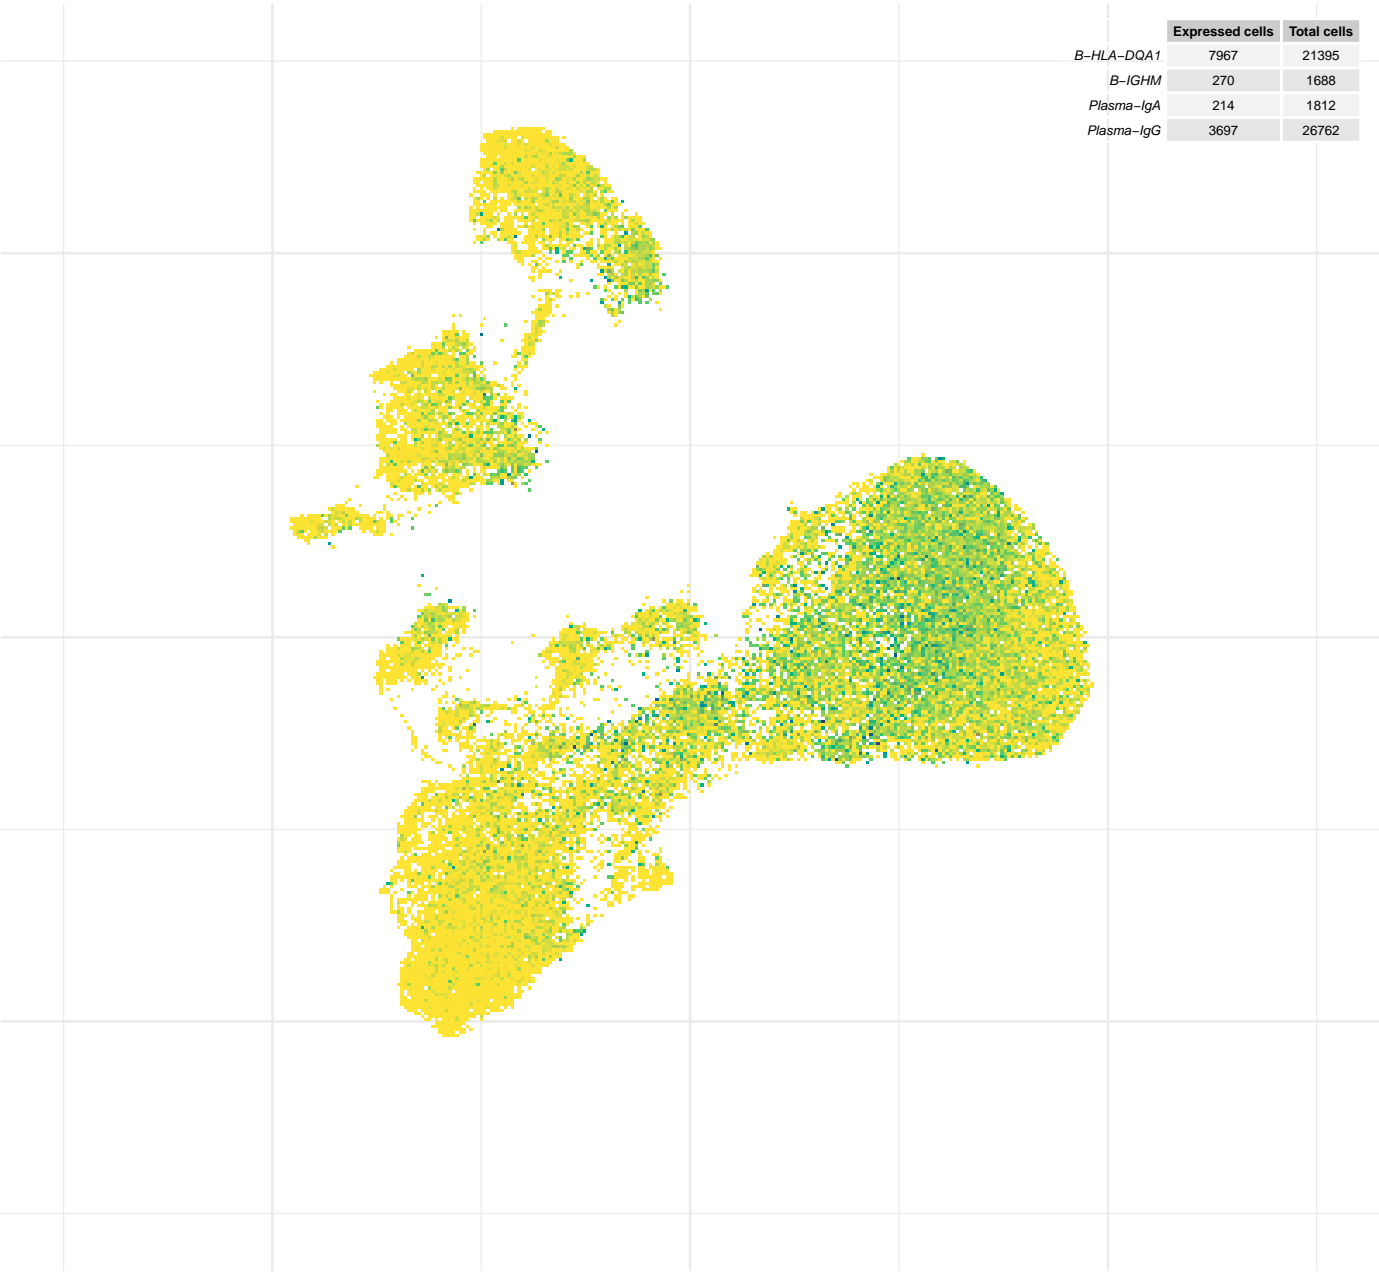 Expressed cells Total cells
B−HLA−DQA1 7967 21395
B−IGHM 270 1688
Plasma−IgA 214 1812
Plasma−IgG 3697 26762